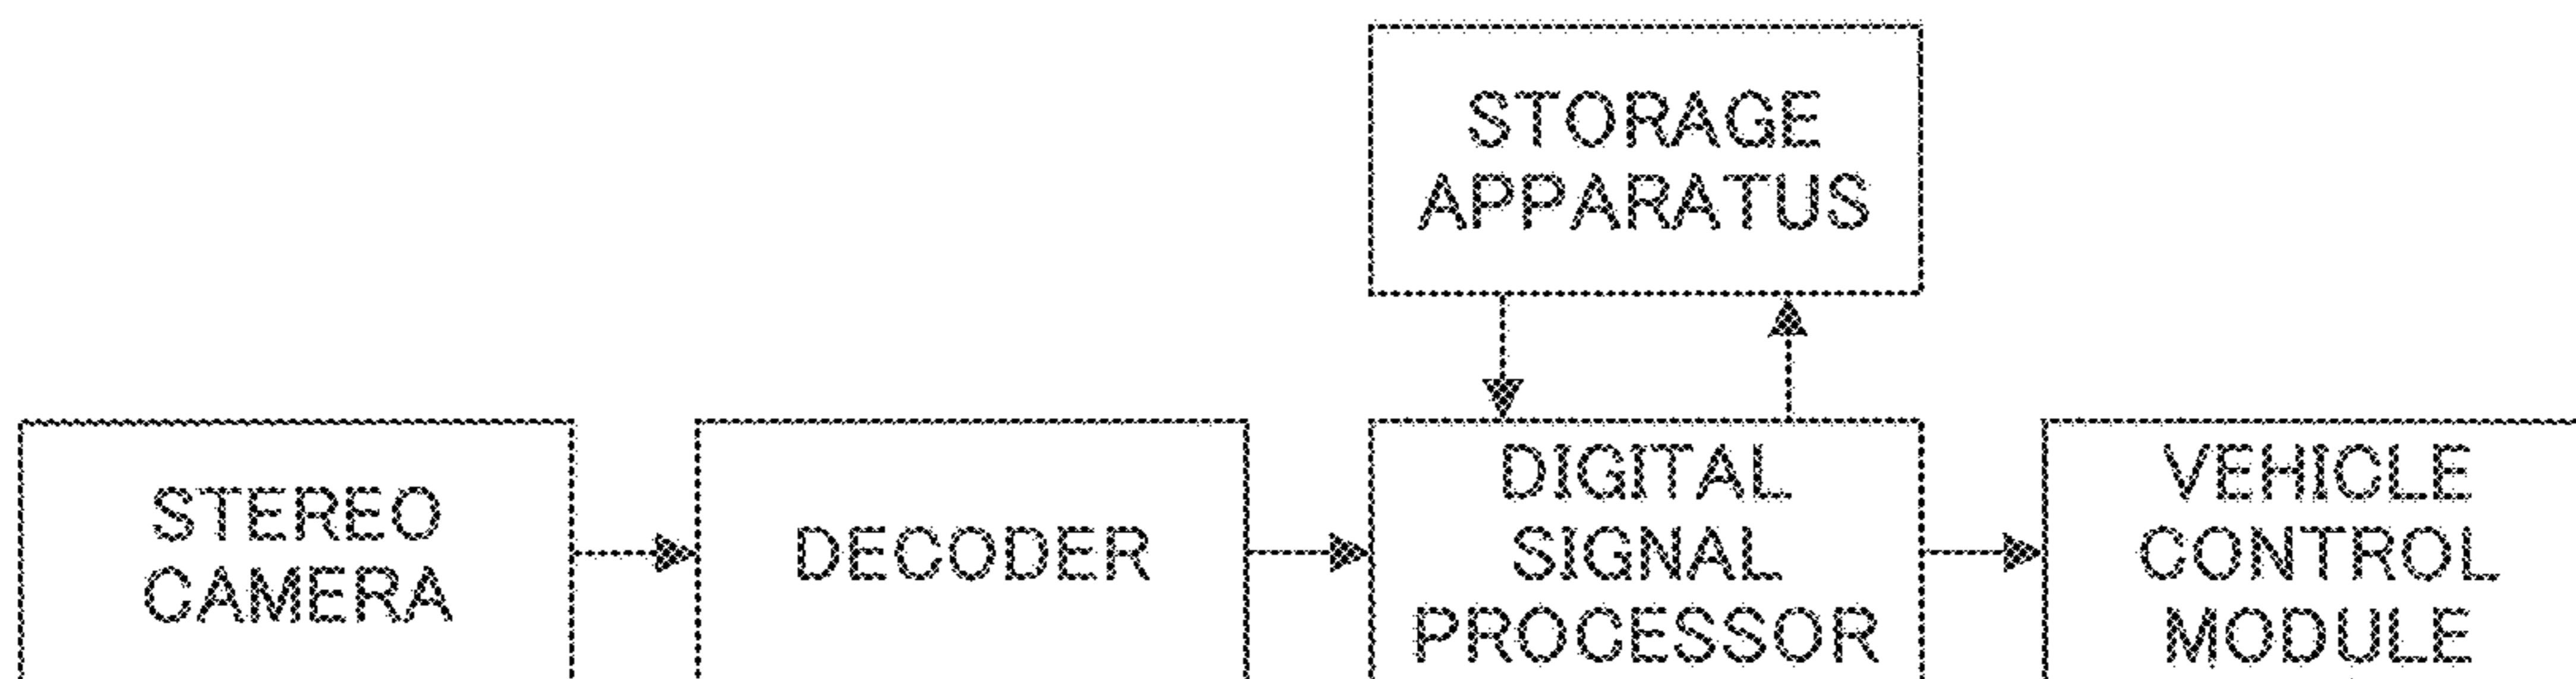 STORAGE
APPARATUS
STEREO
CAMERA
DECODER
DIGITAL
SIGNAL
PROCESSOR
VEHICLE
CONTROL
MODULE